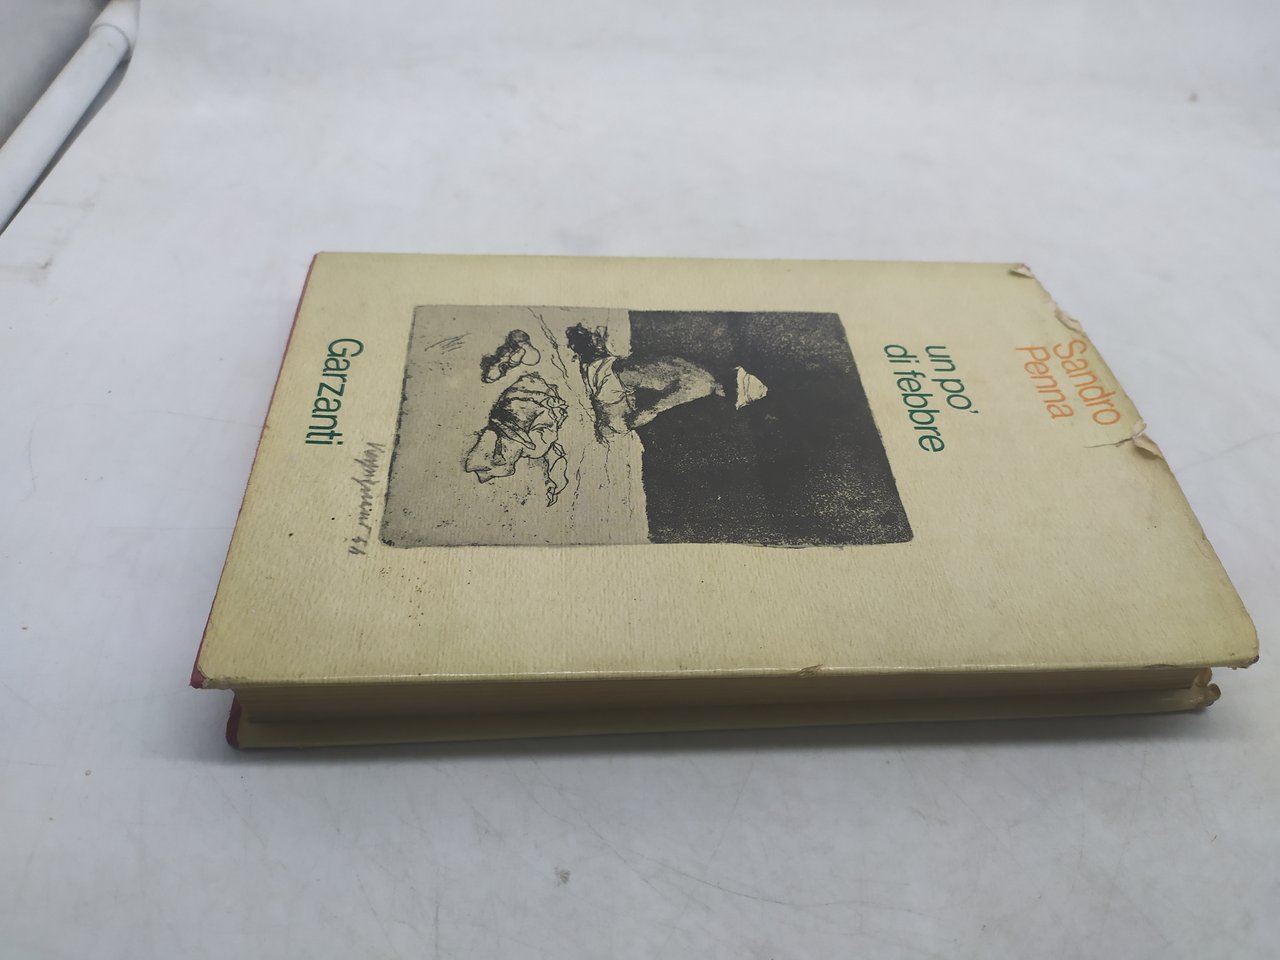 Sandro
Penna
un po'
di febbre
Garzanti